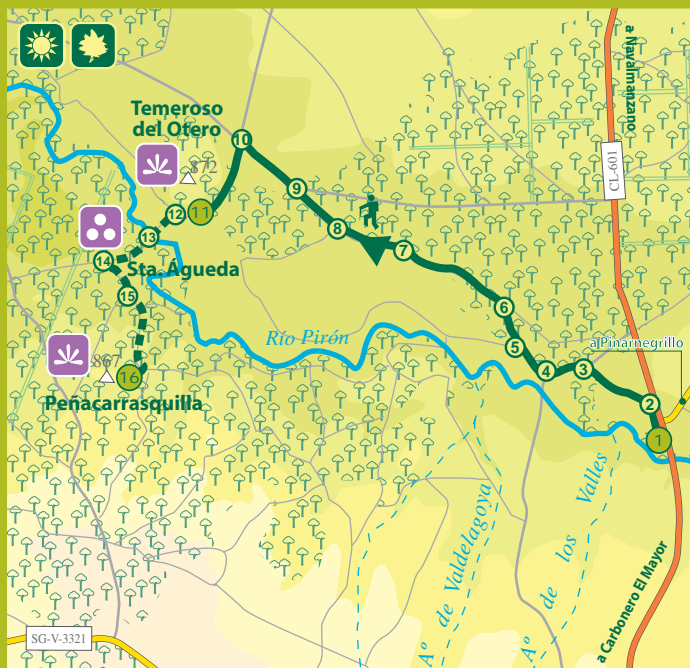 a Navalmanzano
Temeroso
del Otero
872
10
9
CL-601
12
11
8
13
7
14
Sta. Águeda
15
6
Río Pirón
5
a Pinarnegrillo
867
16
4
3
Peñacarrasquilla
2
1
Aº de Valdelagoya
Aº de los Valles
a Carbonero El Mayor
SG-V-3321